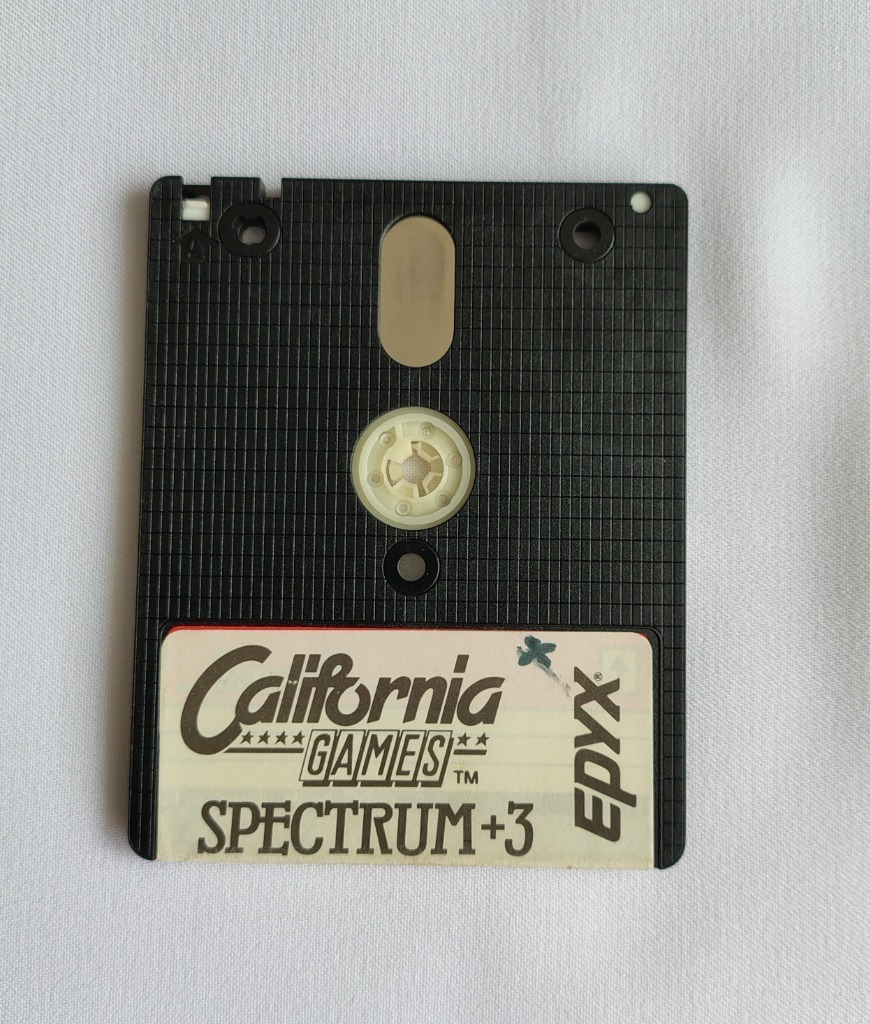 California
GAMES™
SPECTRUM+3
EPYX®